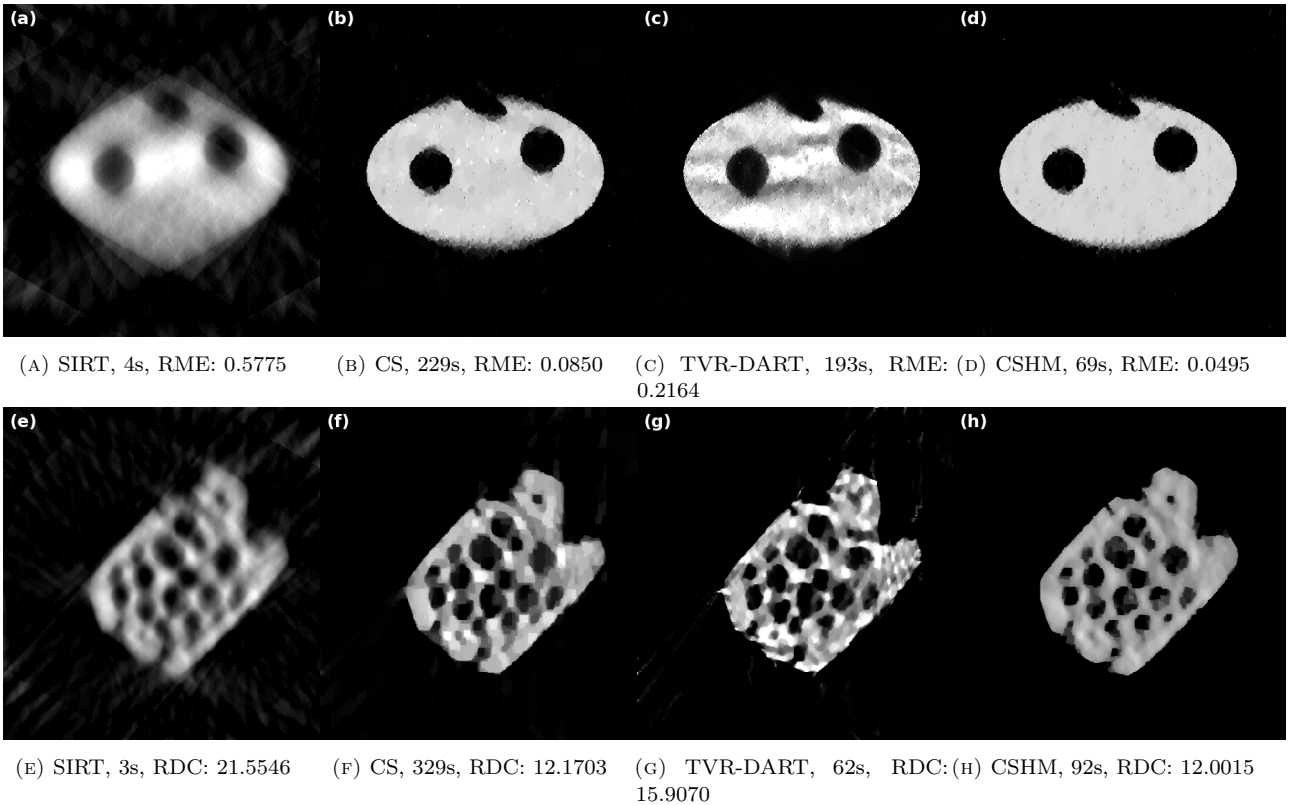 (a) (b) (c) (d)
(A) SIRT, 4s, RME: 0.5775
(B) CS, 229s, RME: 0.0850
(C) TVR-DART, 193s, RME:
0.2164
(D) CSHM, 69s, RME: 0.0495
(e) (f) (g) (h)
(E) SIRT, 3s, RDC: 21.5546
(F) CS, 329s, RDC: 12.1703
(G) TVR-DART, 62s, RDC:
15.9070
(H) CSHM, 92s, RDC: 12.0015